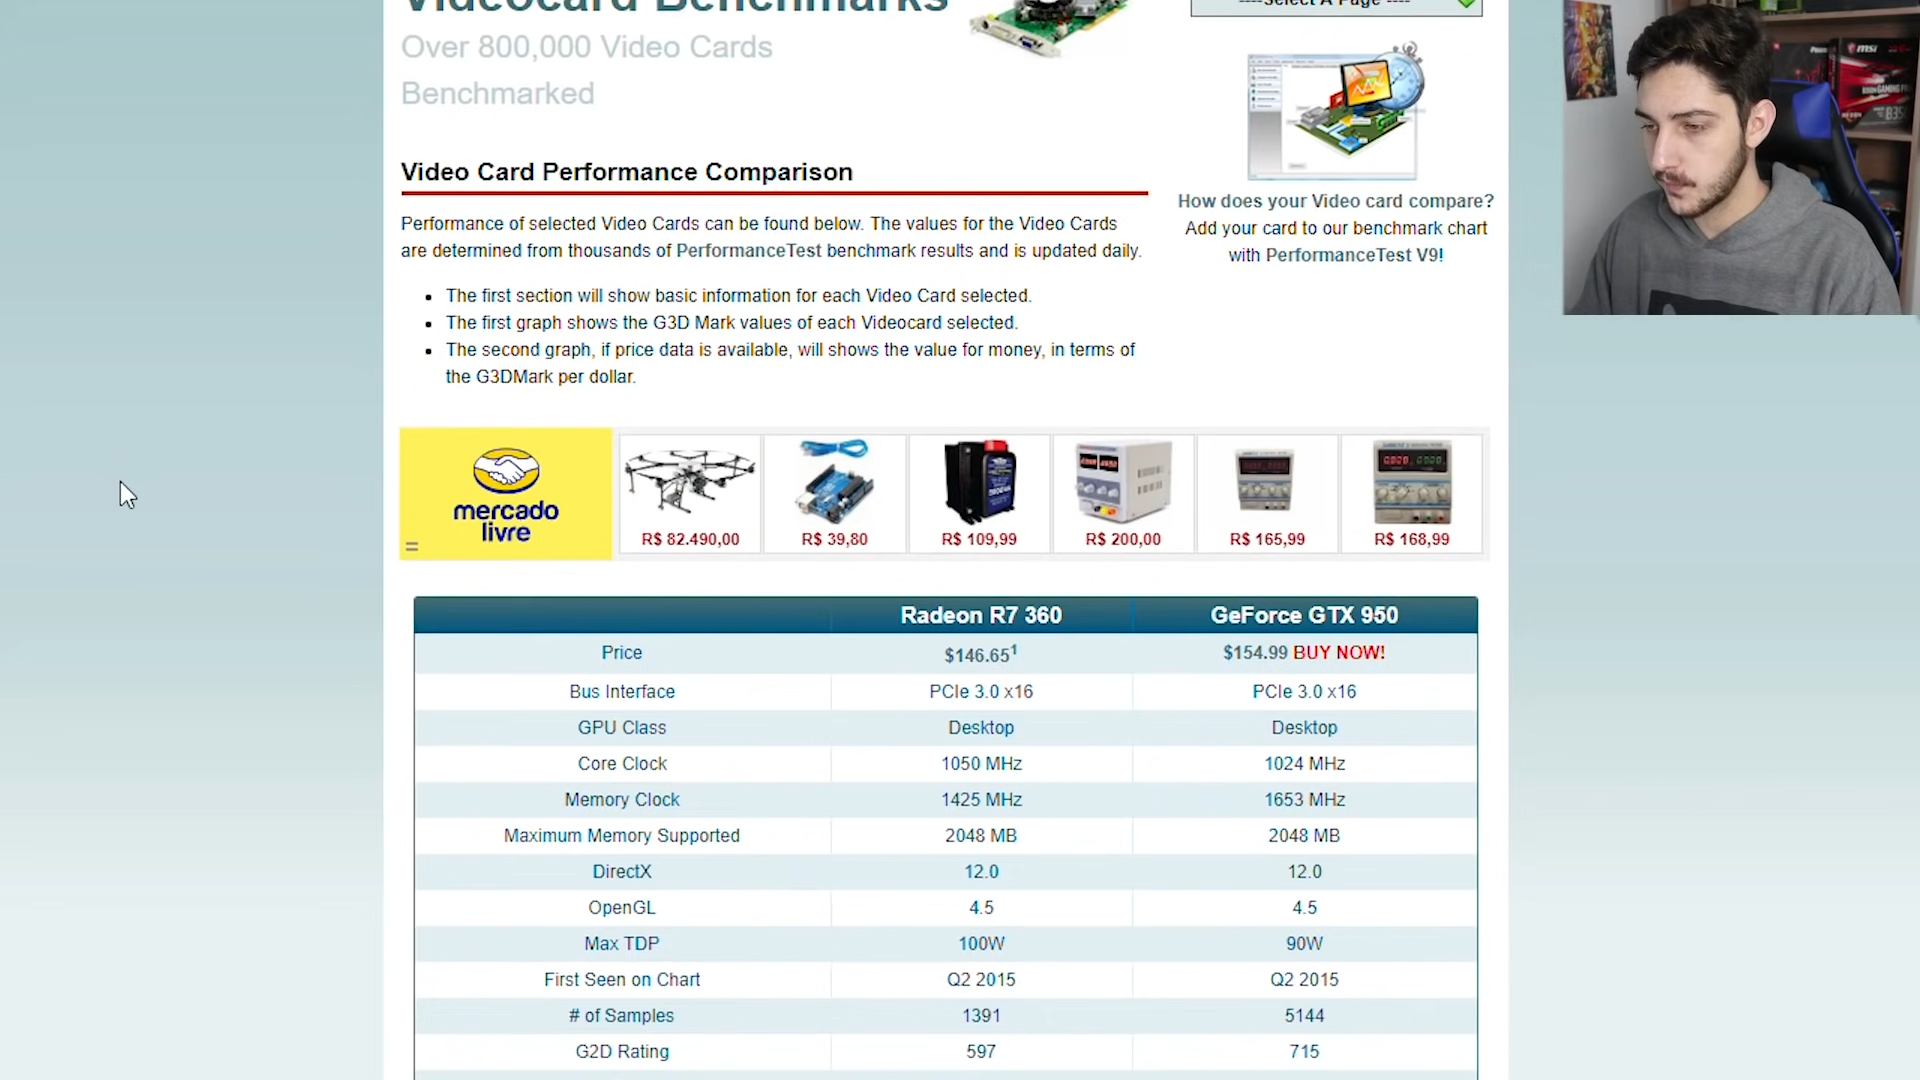 Videocard Benchmarks
----Select A Page ----
Over 800,000 Video Cards
Benchmarked
msi
Video Card Performance Comparison
Performance of selected Video Cards can be found below. The values for the Video Cards
are determined from thousands of PerformanceTest benchmark results and is updated daily.
How does your Video card compare?
Add your card to our benchmark chart
with PerformanceTest V9!
• The first section will show basic information for each Video Card selected.
• The first graph shows the G3D Mark values of each Videocard selected.
• The second graph, if price data is available, will shows the value for money, in terms of
the G3DMark per dollar.
mercado
livre
R$ 82.490,00 R$ 39,80 R$ 109,99 R$ 200,00 R$ 165,99 R$ 168,99
Radeon R7 360 GeForce GTX 950
Price $146.65¹ $154.99 BUY NOW!
Bus Interface PCIe 3.0 x16 PCIe 3.0 x16
GPU Class Desktop Desktop
Core Clock 1050 MHz 1024 MHz
Memory Clock 1425 MHz 1653 MHz
Maximum Memory Supported 2048 MB 2048 MB
DirectX 12.0 12.0
OpenGL 4.5 4.5
Max TDP 100W 90W
First Seen on Chart Q2 2015 Q2 2015
# of Samples 1391 5144
G2D Rating 597 715